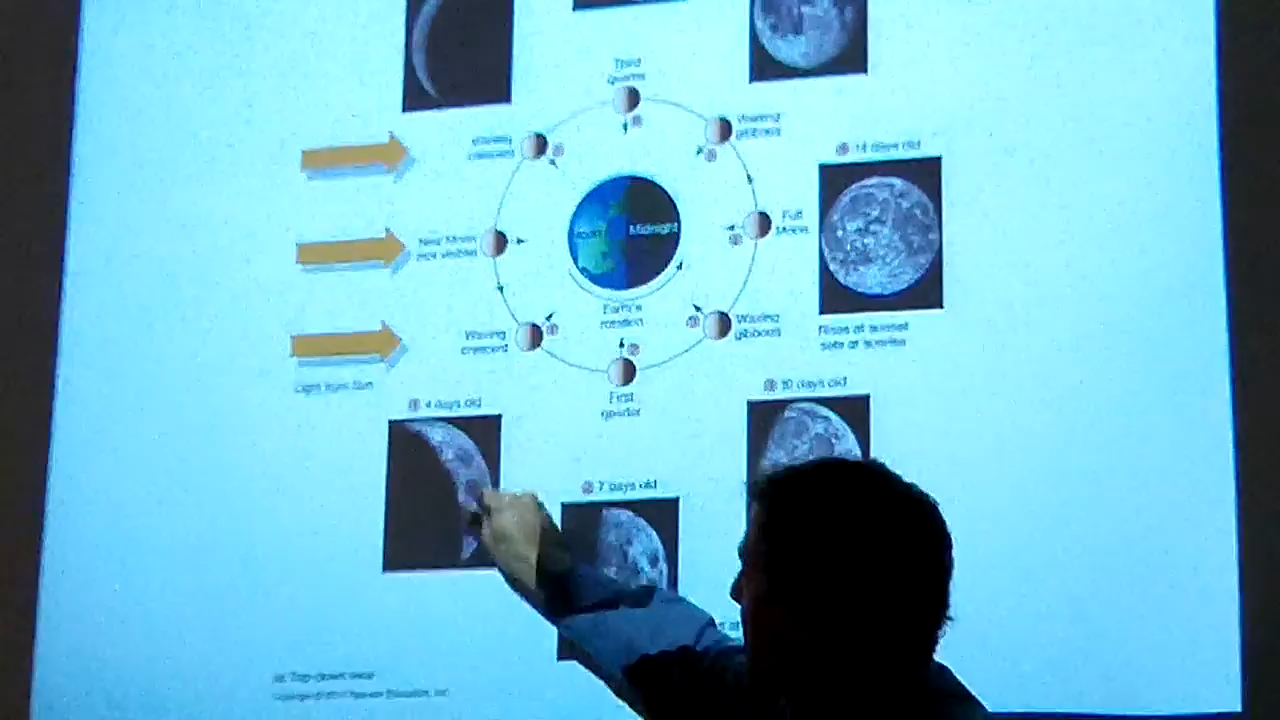 Third
quarter
Waning
gibbous
Waning
crescent
14 days old
Full
Moon
Noon
Midnight
New Moon
(not visible)
Earth's
rotation
Waxing
gibbous
Waxing
crescent
Rises at sunset
sets at sunrise
Light from Sun
First
quarter
10 days old
4 days old
7 days old
(a) Top-down view